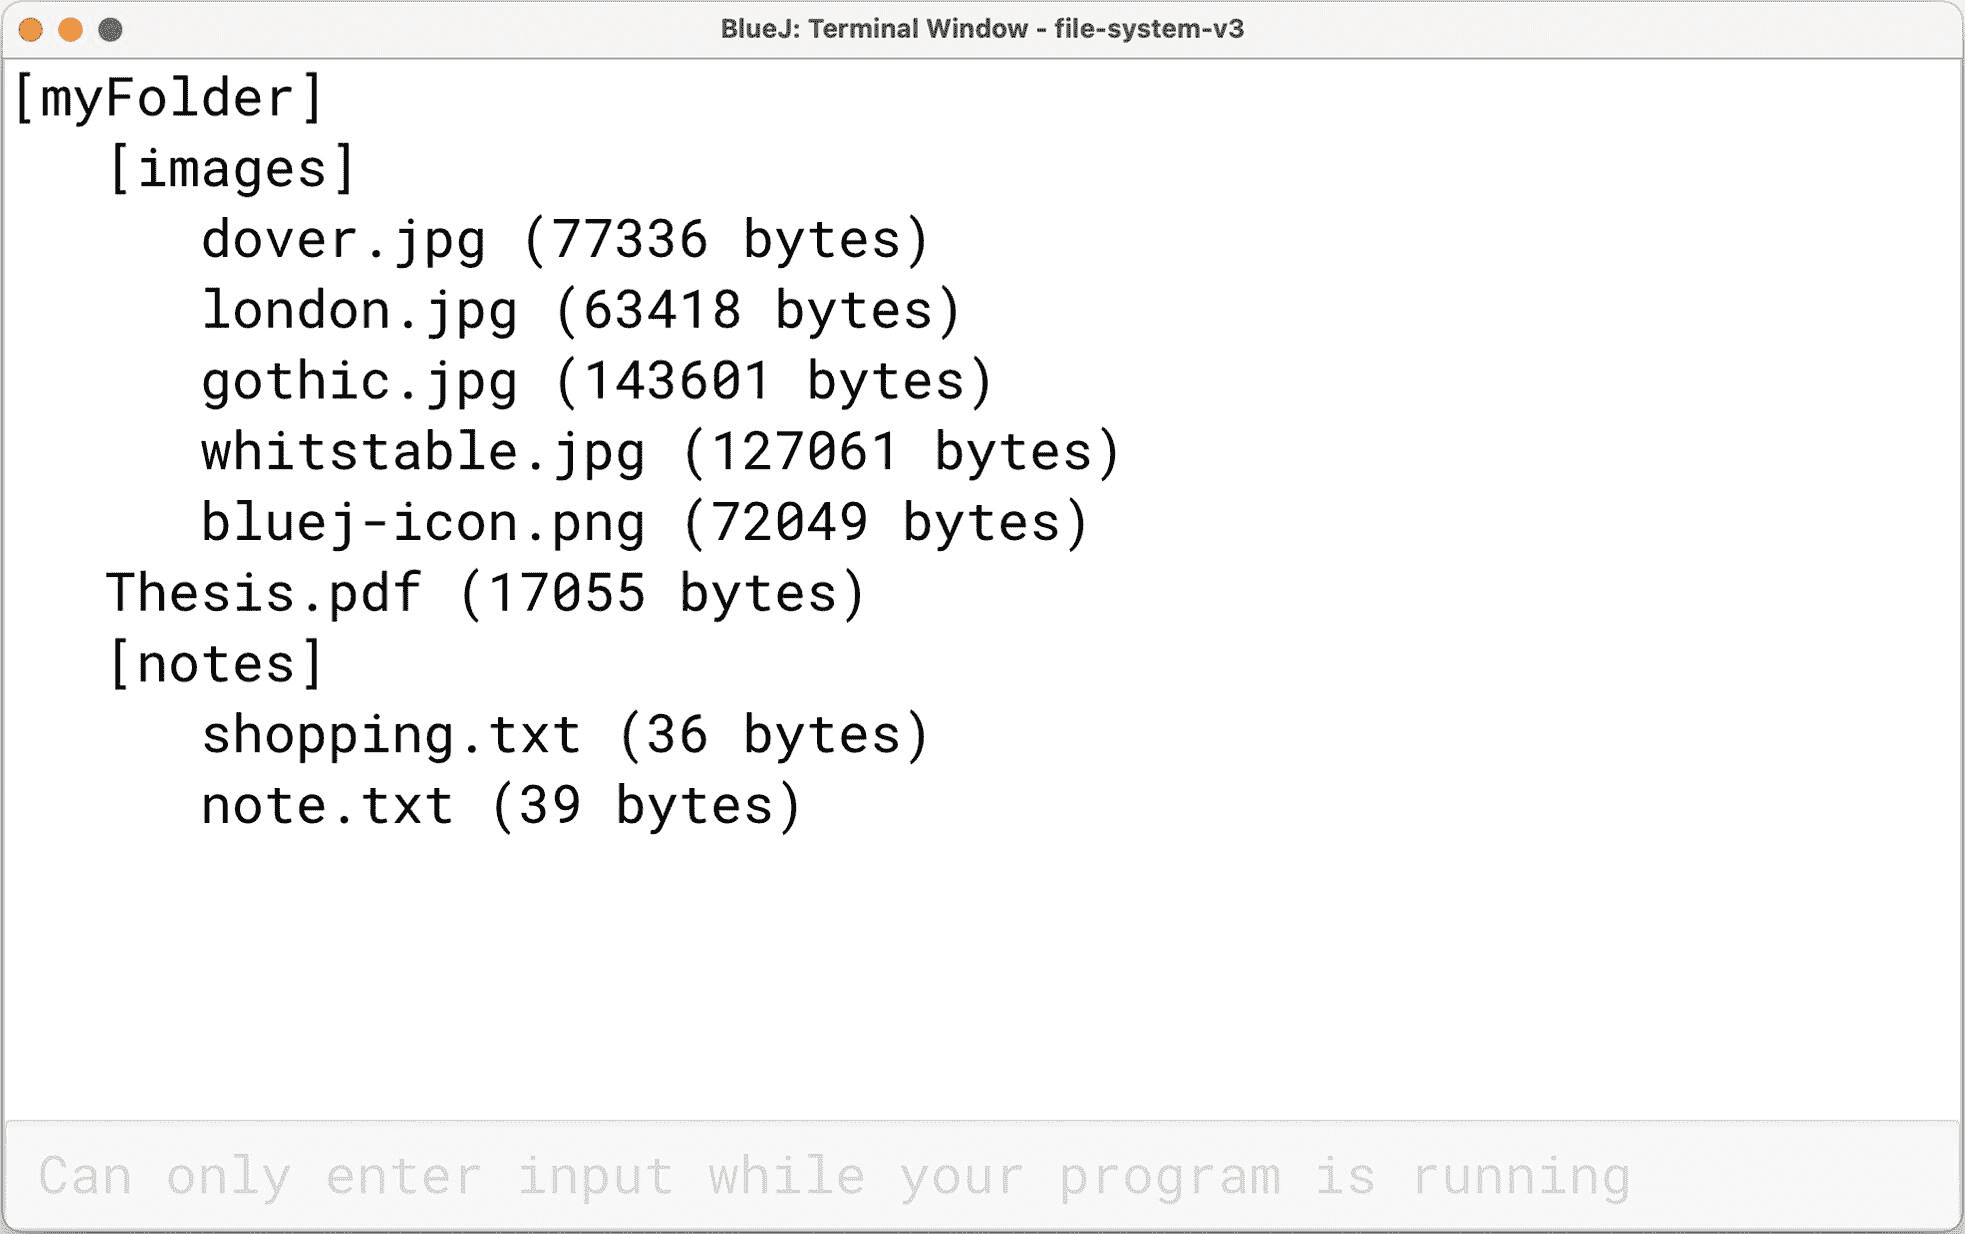 BlueJ: Terminal Window - file-system-v3
[myFolder]
   [images]
      dover.jpg (77336 bytes)
      london.jpg (63418 bytes)
      gothic.jpg (143601 bytes)
      whitstable.jpg (127061 bytes)
      bluej-icon.png (72049 bytes)
   Thesis.pdf (17055 bytes)
   [notes]
      shopping.txt (36 bytes)
      note.txt (39 bytes)
Can only enter input while your program is running